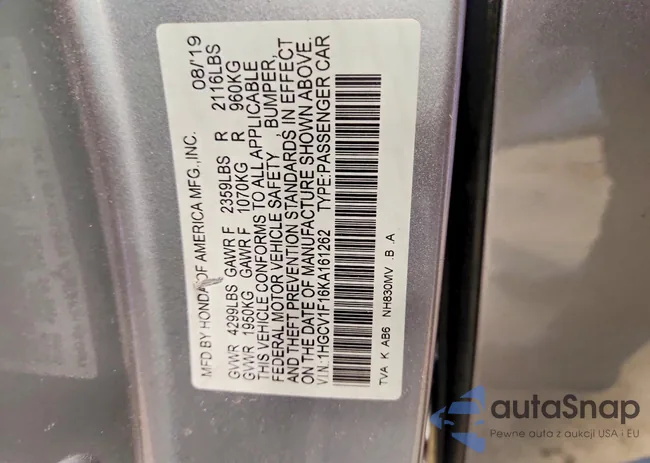 MFD BY HONDA OF AMERICA MFG.,INC. 08/'19
GVWR 4299LBS GAWR F 2359LBS R 2116LBS
GVWR 1950KG GAWR F 1070KG R 960KG
THIS VEHICLE CONFORMS TO ALL APPLICABLE
FEDERAL MOTOR VEHICLE SAFETY, BUMPER,
AND THEFT PREVENTION STANDARDS IN EFFECT
ON THE DATE OF MANUFACTURE SHOWN ABOVE.
V.I.N.:1HGCV1F16KA161262 TYPE:PASSENGER CAR
TVA K AB6 NH830MV .B .A
autaSnap
Pewne auta z aukcji USA i EU